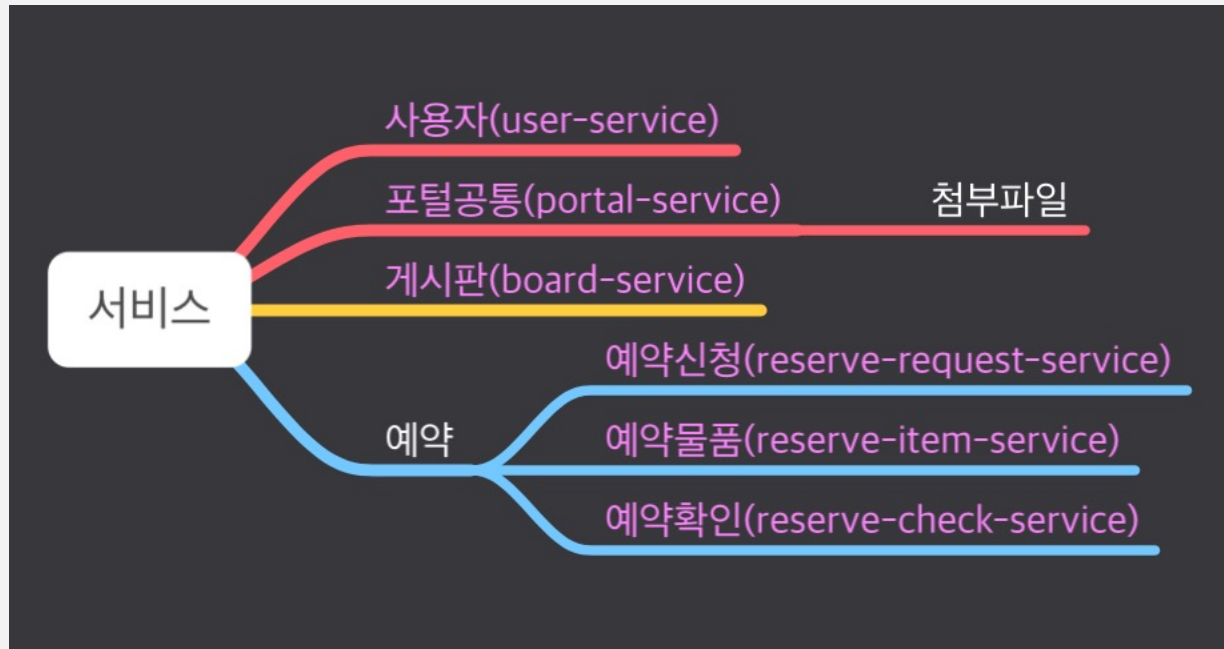 사용자(user-service)
포털공통(portal-service)
첨부파일
게시판(board-service)
서비스
예약신청(reserve-request-service)
예약
예약물품(reserve-item-service)
예약확인(reserve-check-service)